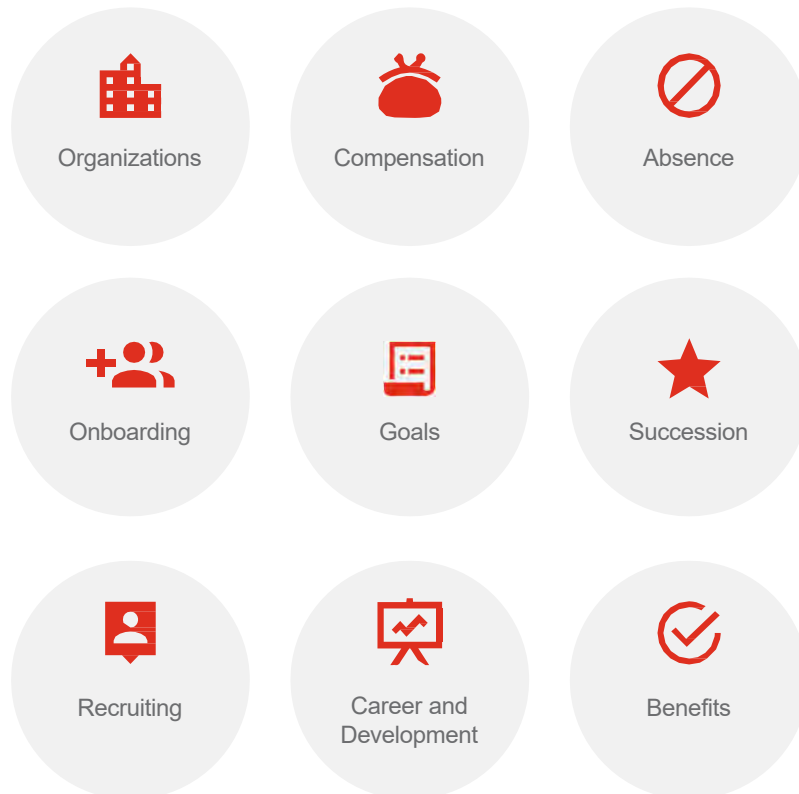 Organizations
Compensation
Absence
Onboarding
Goals
Succession
Recruiting
Career and
Development
Benefits